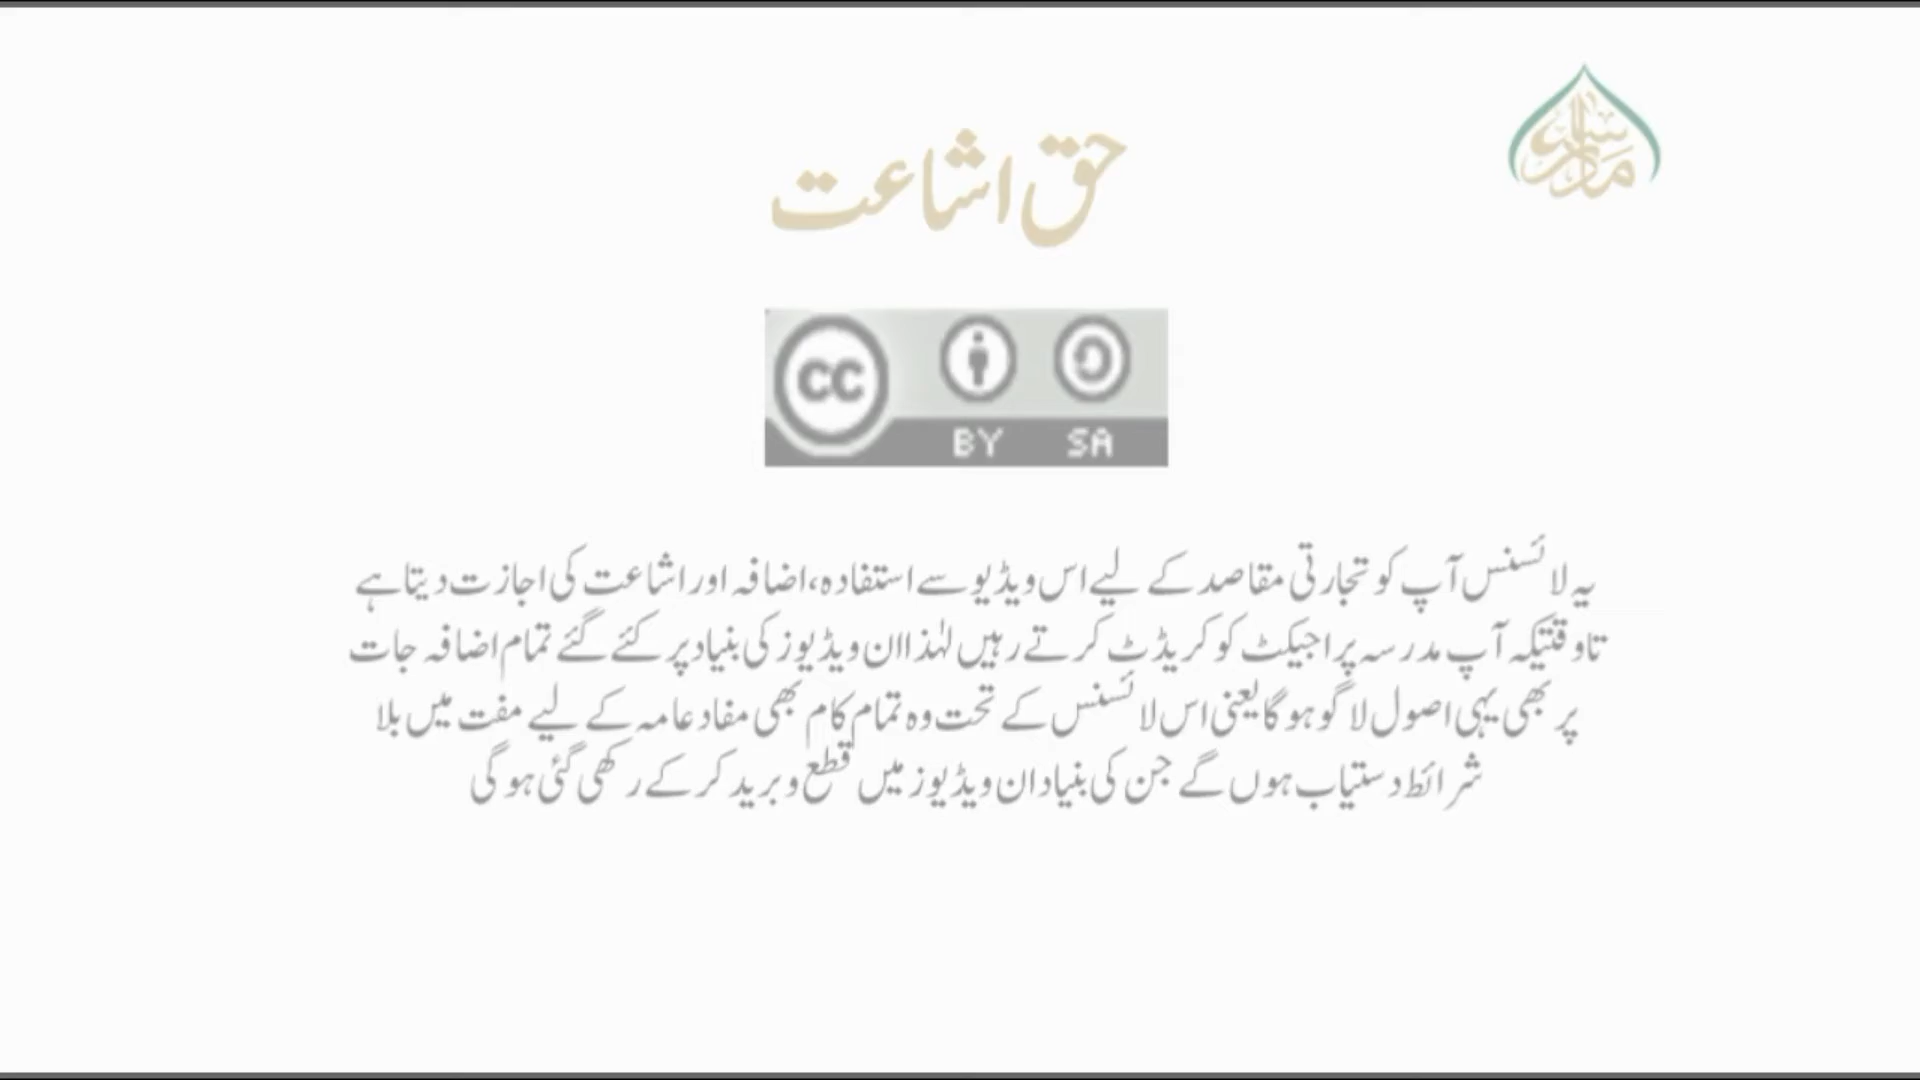 حق اشاعت
cc
BY SA
یہ لائسنس آپ کو تجارتی مقاصد کے لیے اس ویڈیو سے استفادہ، اضافہ اور اشاعت کی اجازت دیتا ہے
تاوقتیکہ آپ مدرسہ پراجیکٹ کو کریڈٹ کرتے رہیں لہٰذا ان ویڈیوز کی بنیاد پر کئے گئے تمام اضافہ جات
پر بھی یہی اصول لاگو ہوگا یعنی اس لائسنس کے تحت وہ تمام کام بھی مفاد عامہ کے لیے مفت میں بلا
شرائط دستیاب ہوں گے جن کی بنیاد ان ویڈیوز میں قطع و برید کر کے رکھی گئی ہوگی